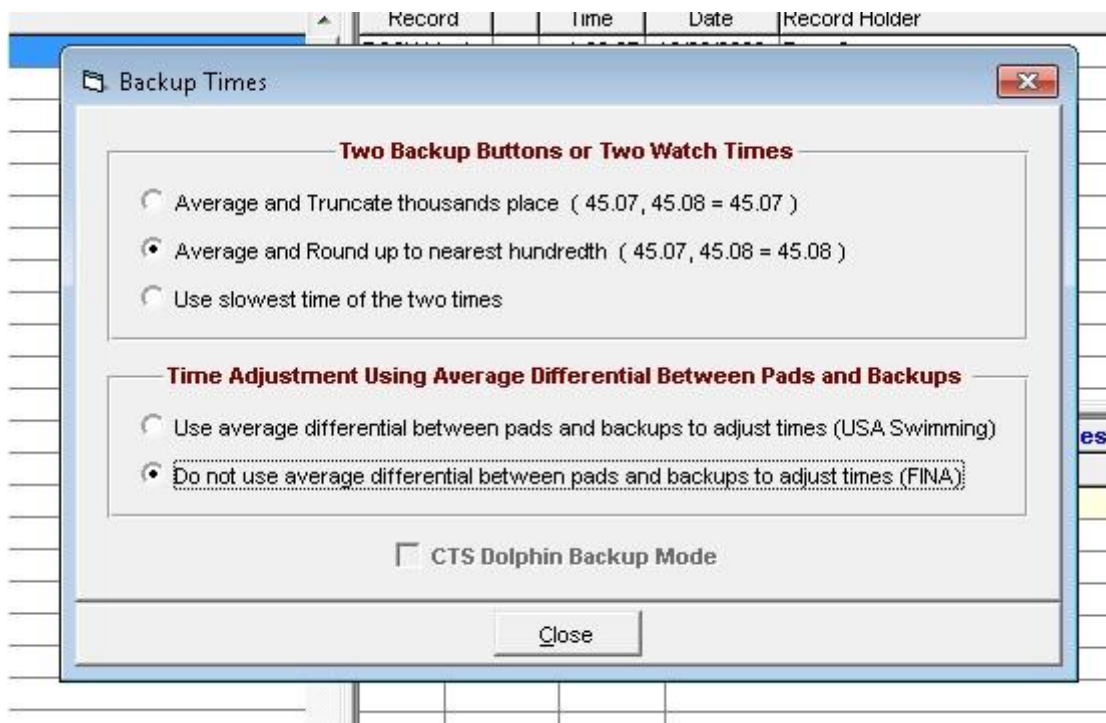 Record Time Date Record Holder
Backup Times
Two Backup Buttons or Two Watch Times
Average and Truncate thousands place ( 45.07, 45.08 = 45.07 )
Average and Round up to nearest hundredth ( 45.07, 45.08 = 45.08 )
Use slowest time of the two times
Time Adjustment Using Average Differential Between Pads and Backups
Use average differential between pads and backups to adjust times (USA Swimming)
es
Do not use average differential between pads and backups to adjust times (FINA)
CTS Dolphin Backup Mode
Close